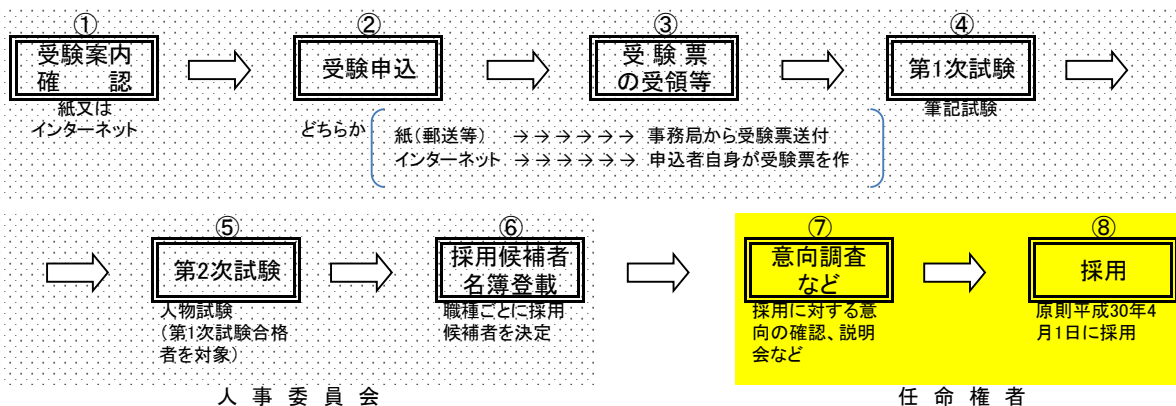 ① ② ③ ④
受験案内
確　　認
受験申込
受 験 票
の受領等
第1次試験
紙又は
インターネット
筆記試験
どちらか
紙(郵送等) →→→→→→ 事務局から受験票送付
インターネット →→→→→→ 申込者自身が受験票を作
⑤ ⑥ ⑦ ⑧
第2次試験
採用候補者
名簿登載
意向調査
など
採用
人物試験
(第1次試験合格
者を対象)
職種ごとに採用
候補者を決定
採用に対する意
向の確認、説明
会など
原則平成30年4
月1日に採用
人 事 委 員 会
任 命 権 者